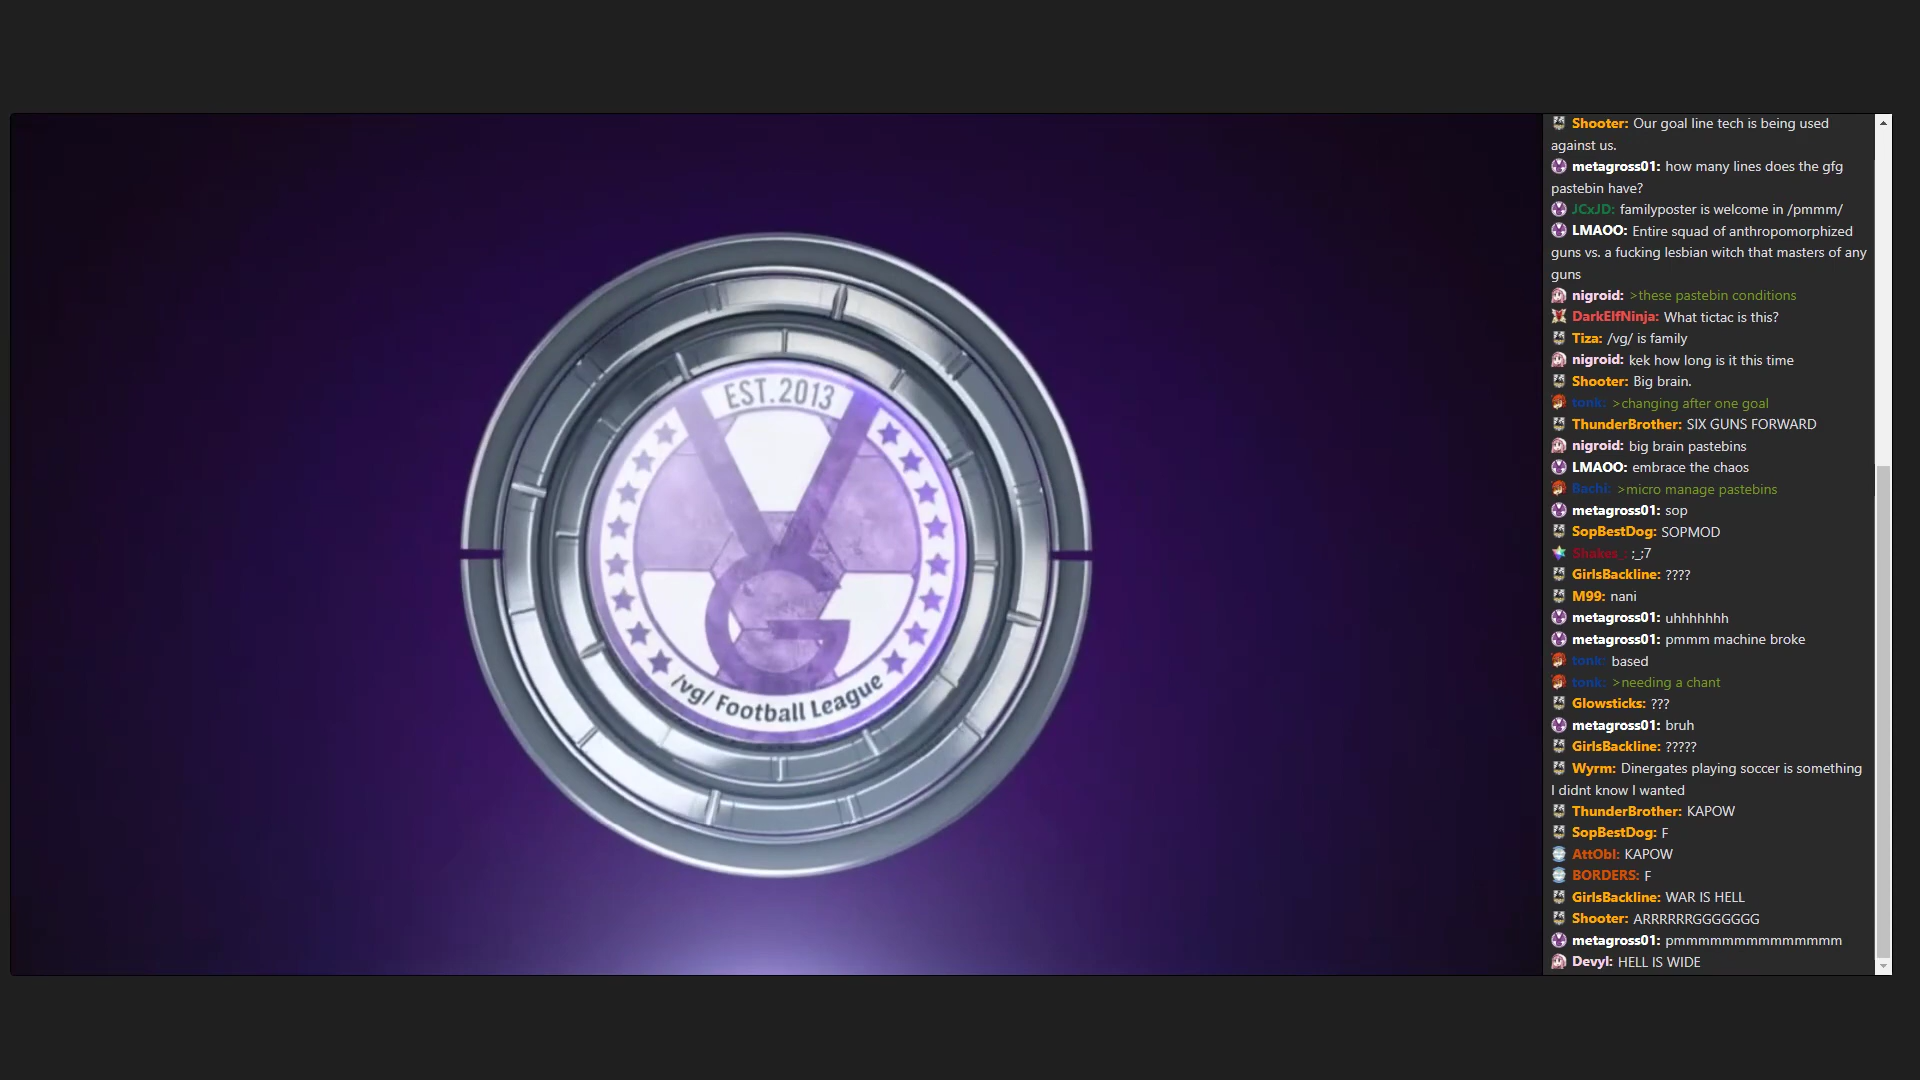 EST. 2013
/vg/ Football League
Shooter: Our goal line tech is being used
against us.
metagross01: how many lines does the gfg
pastebin have?
JCxJD: familyposter is welcome in /pmmm/
LMAOO: Entire squad of anthropomorphized
guns vs. a fucking lesbian witch that masters of any
guns
nigroid: >these pastebin conditions
DarkElfNinja: What tictac is this?
Tiza: /vg/ is family
nigroid: kek how long is it this time
Shooter: Big brain.
tonk: >changing after one goal
ThunderBrother: SIX GUNS FORWARD
nigroid: big brain pastebins
LMAOO: embrace the chaos
Bachi: >micro manage pastebins
metagross01: sop
SopBestDog: SOPMOD
Shakes_: ;_;7
GirlsBackline: ????
M99: nani
metagross01: uhhhhhhh
metagross01: pmmm machine broke
tonk: based
tonk: >needing a chant
Glowsticks: ???
metagross01: bruh
GirlsBackline: ?????
Wyrm: Dinergates playing soccer is something
I didnt know I wanted
ThunderBrother: KAPOW
SopBestDog: F
AttObl: KAPOW
BORDERS: F
GirlsBackline: WAR IS HELL
Shooter: ARRRRRRGGGGGGG
metagross01: pmmmmmmmmmmmmmm
Devyl: HELL IS WIDE